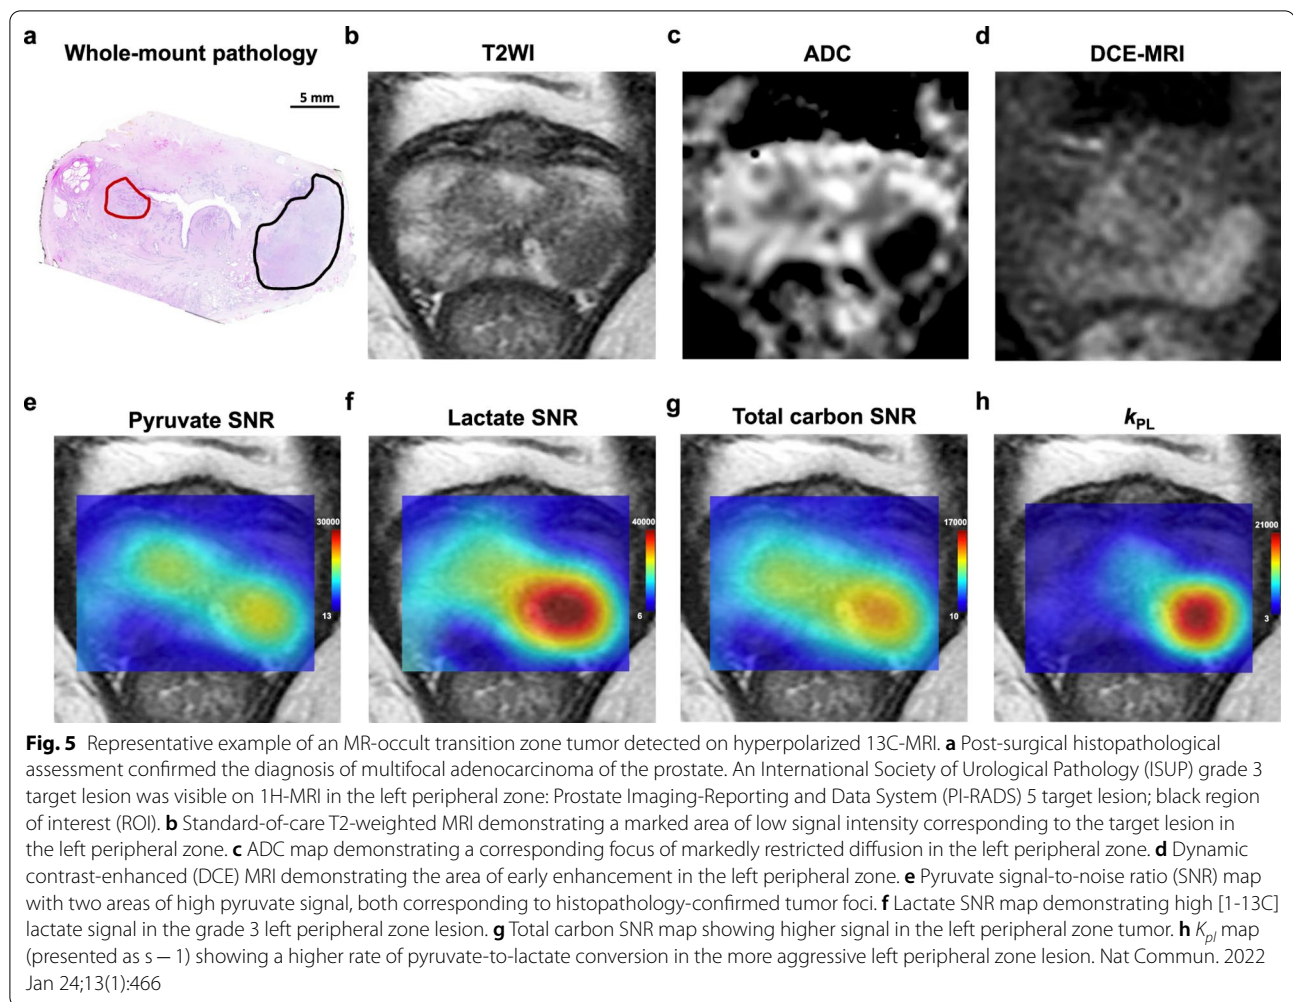 a
Whole-mount pathology
5 mm
b
T2WI
c
ADC
d
DCE-MRI
e
Pyruvate SNR
30000
13
f
Lactate SNR
40000
6
g
Total carbon SNR
17000
10
h
kPL
21000
3
Fig. 5 Representative example of an MR-occult transition zone tumor detected on hyperpolarized 13C-MRI. a Post-surgical histopathological
assessment confirmed the diagnosis of multifocal adenocarcinoma of the prostate. An International Society of Urological Pathology (ISUP) grade 3
target lesion was visible on 1H-MRI in the left peripheral zone: Prostate Imaging-Reporting and Data System (PI-RADS) 5 target lesion; black region
of interest (ROI). b Standard-of-care T2-weighted MRI demonstrating a marked area of low signal intensity corresponding to the target lesion in
the left peripheral zone. c ADC map demonstrating a corresponding focus of markedly restricted diffusion in the left peripheral zone. d Dynamic
contrast-enhanced (DCE) MRI demonstrating the area of early enhancement in the left peripheral zone. e Pyruvate signal-to-noise ratio (SNR) map
with two areas of high pyruvate signal, both corresponding to histopathology-confirmed tumor foci. f Lactate SNR map demonstrating high [1-13C]
lactate signal in the grade 3 left peripheral zone lesion. g Total carbon SNR map showing higher signal in the left peripheral zone tumor. h Kpl map
(presented as s − 1) showing a higher rate of pyruvate-to-lactate conversion in the more aggressive left peripheral zone lesion. Nat Commun. 2022
Jan 24;13(1):466